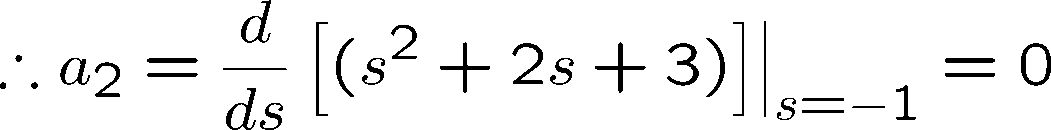 ∴ a₂ = d/ds [(s² + 2s + 3)]|ₛ₌₋₁ = 0